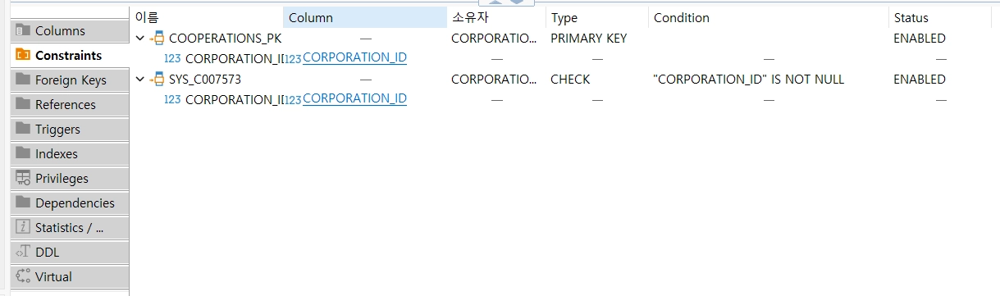 Columns
Constraints
Foreign Keys
References
Triggers
Indexes
Privileges
Dependencies
Statistics / ...
DDL
Virtual
이름 Column 소유자 Type Condition Status
COOPERATIONS_PK — CORPORATIO... PRIMARY KEY ENABLED
123 CORPORATION_ID 123 CORPORATION_ID — — — —
SYS_C007573 — CORPORATIO... CHECK "CORPORATION_ID" IS NOT NULL ENABLED
123 CORPORATION_ID 123 CORPORATION_ID — — — —